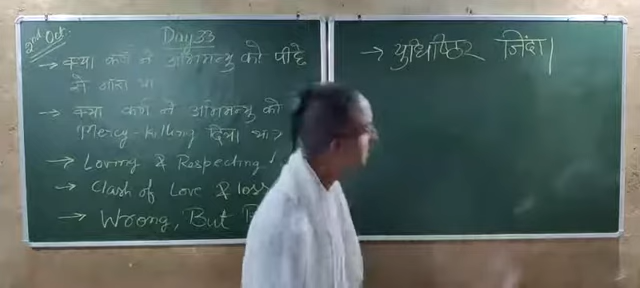 2nd Oct.
Day 33
→ क्या कर्ण ने अभिमन्यु को पीछे
से मारा था
→ क्या कर्ण ने अभिमन्यु को
Mercy-killing दिया था?
→ Loving & Respecting
→ Clash of Love & loss
→ Wrong, But
→ युधिष्ठिर जिंदा